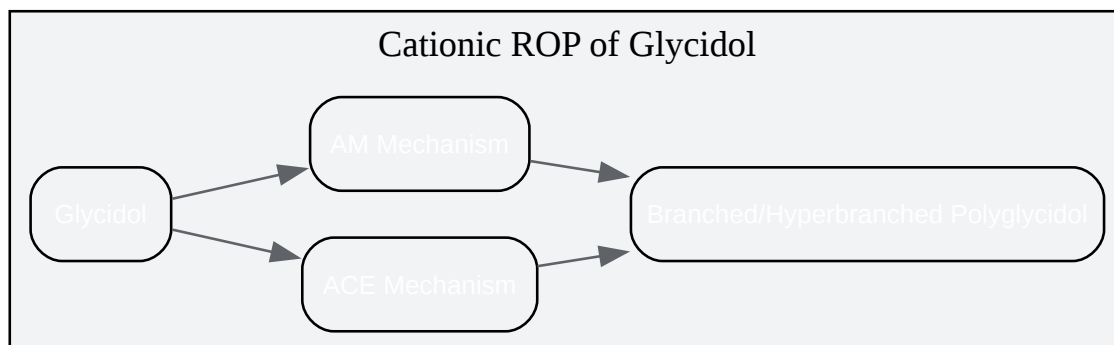 Cationic ROP of Glycidol
AM Mechanism
Glycidol
Branched/Hyperbranched Polyglycidol
ACE Mechanism